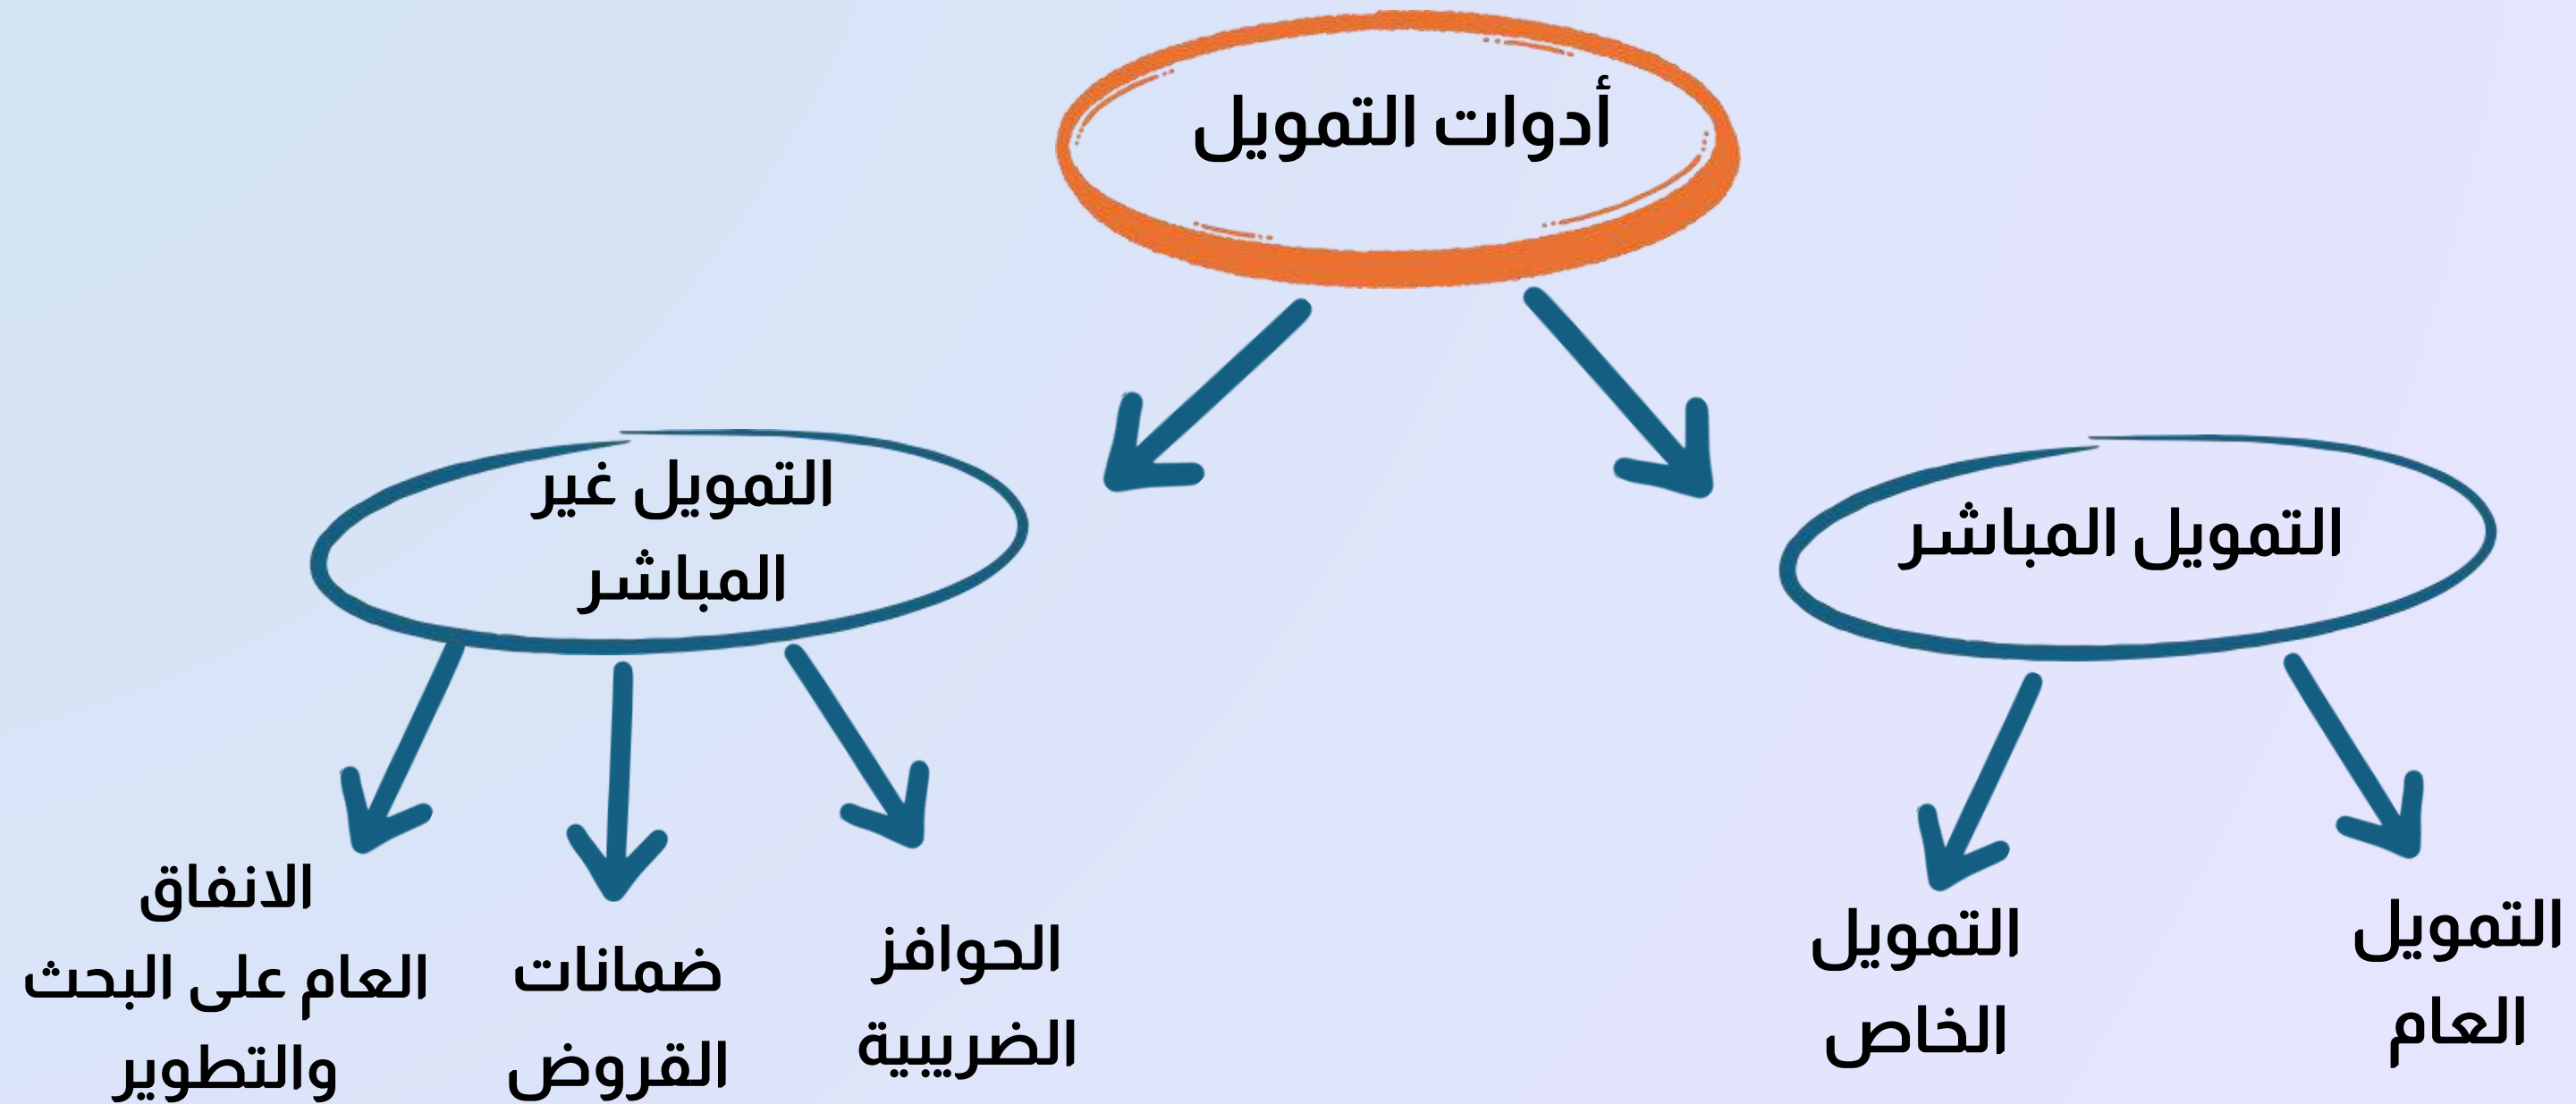 أدوات التمويل
التمويل المباشر
التمويل غير
المباشر
التمويل
العام
التمويل
الخاص
الحوافز
الضريبية
ضمانات
القروض
الانفاق
العام على البحث
والتطوير